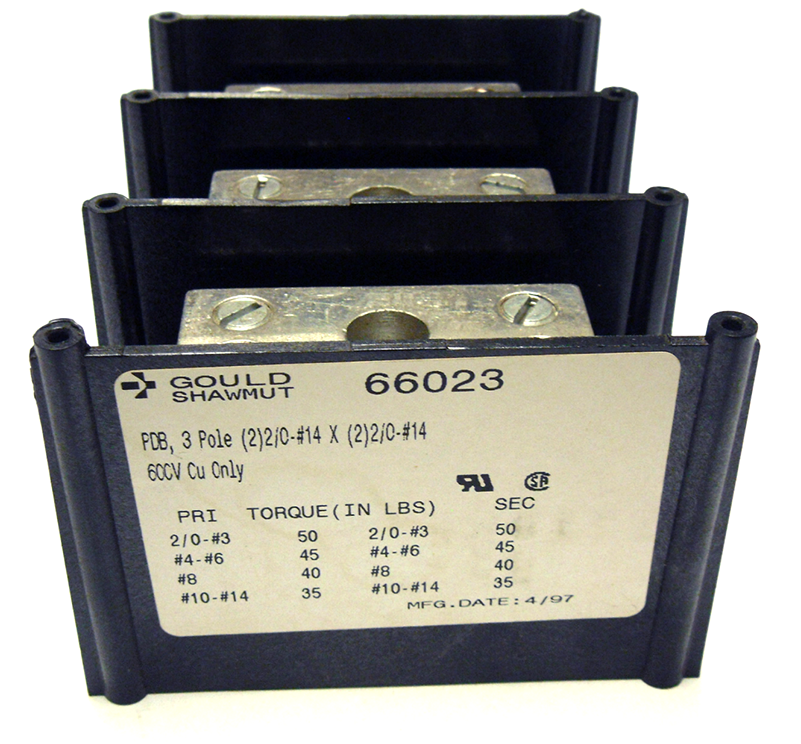 GOULD 66023
SHAWMUT
PDB, 3 Pole (2)2/0-#14 X (2)2/0-#14
600V Cu Only
PRI TORQUE(IN LBS) SEC
2/0-#3 50 2/0-#3 50
#4-#6 45 #4-#6 45
#8 40 #8 40
#10-#14 35 #10-#14 35
MFG.DATE:4/97